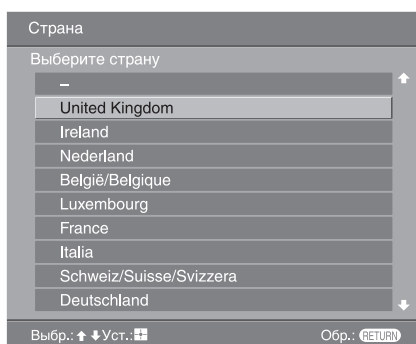 Страна
Выберите страну
–
United Kingdom
Ireland
Nederland
België/Belgique
Luxembourg
France
Italia
Schweiz/Suisse/Svizzera
Deutschland
Выбр.: Уст.: Обр.: RETURN